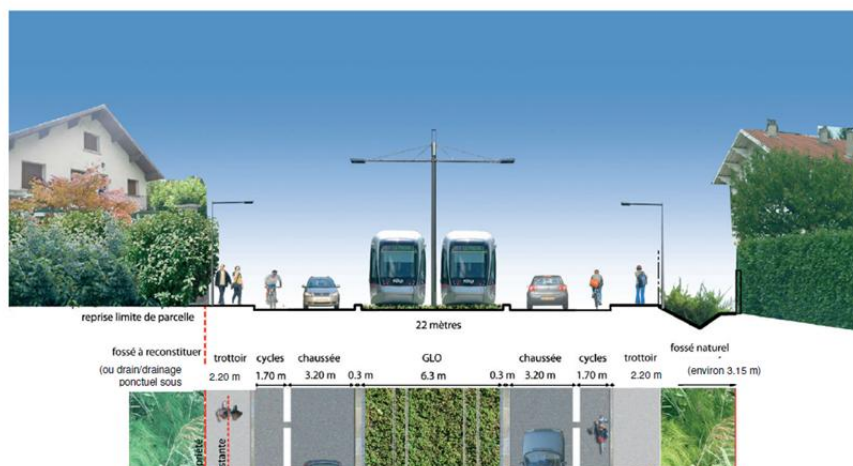 reprise limite de parcelle
22 mètres
fossé à reconstituer
(ou drain/drainage
ponctuel sous
trottoir cycles chaussée GLO chaussée cycles trottoir
fossé naturel
2.20 m 1.70 m 3.20 m 0.3 m 6.3 m 0.3 m 3.20 m 1.70 m 2.20 m
(environ 3.15 m)